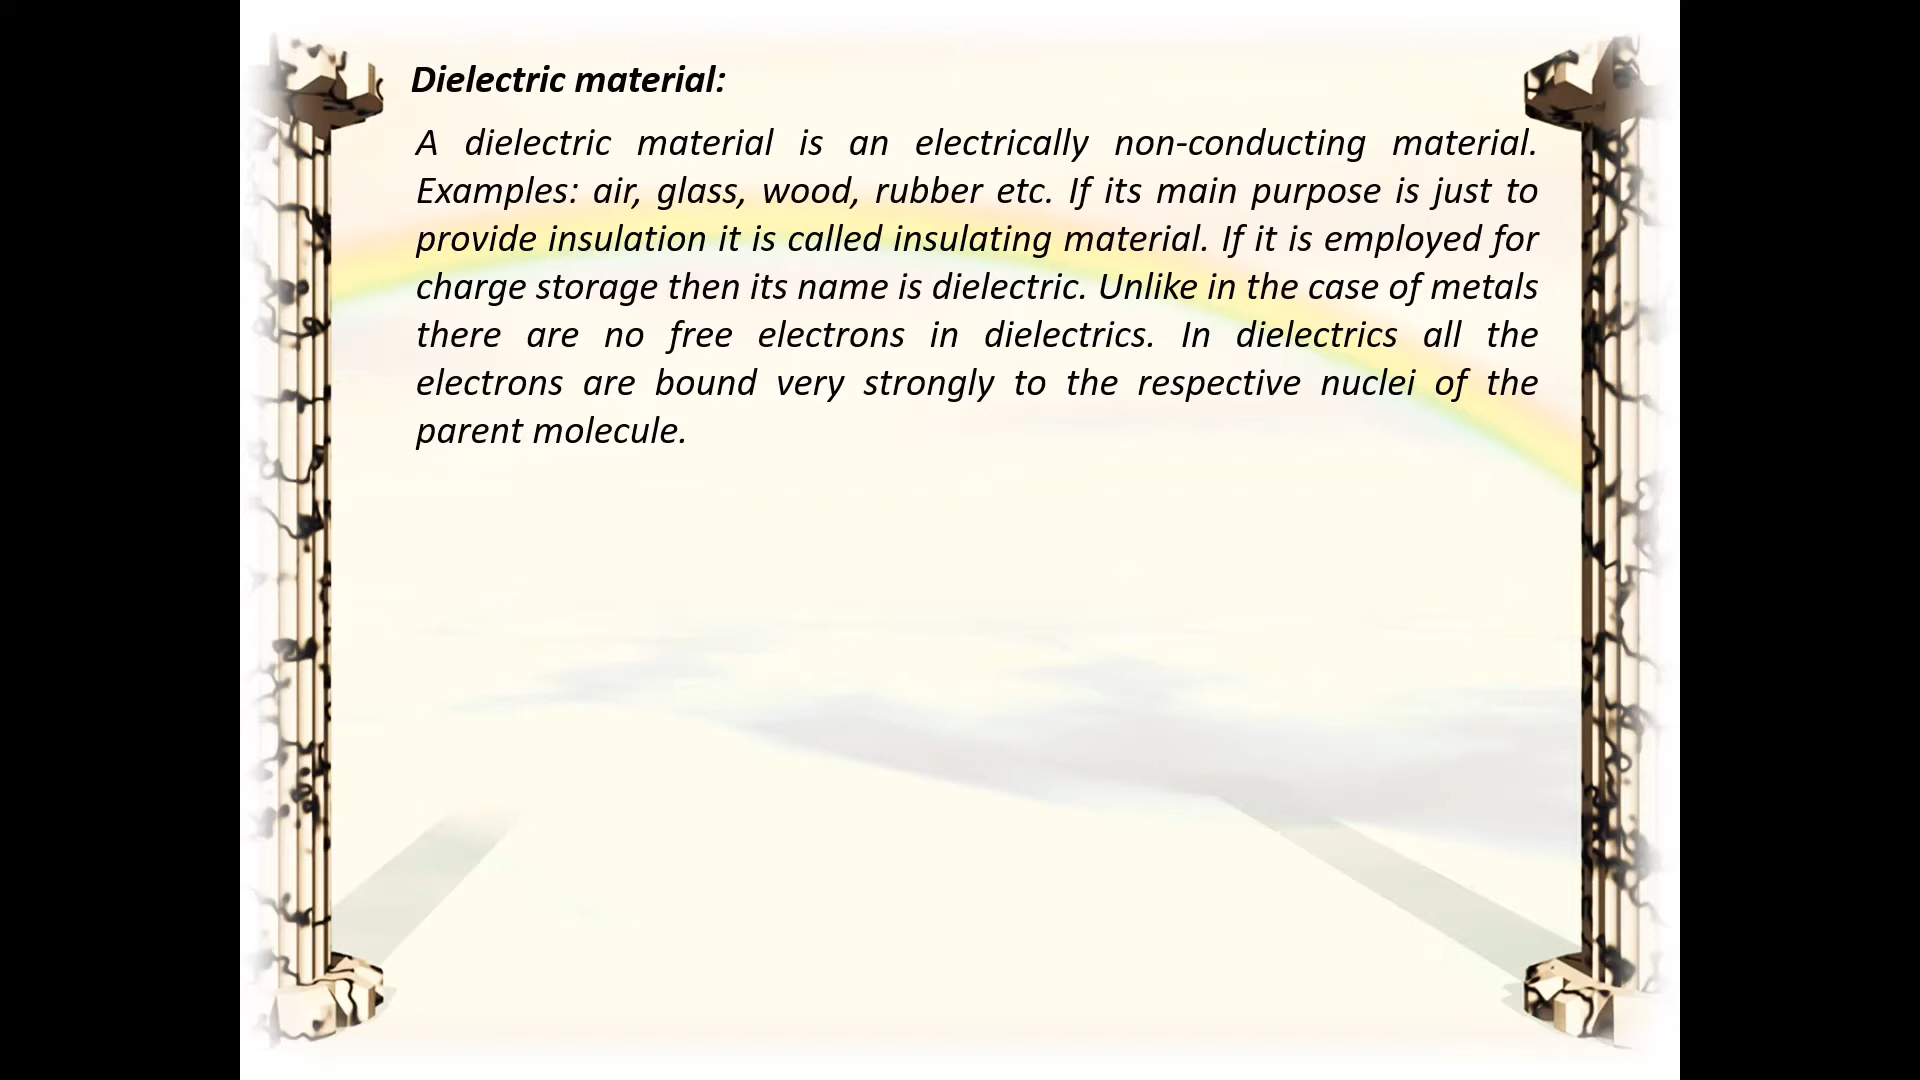 Dielectric material:
A dielectric material is an electrically non-conducting material.
Examples: air, glass, wood, rubber etc. If its main purpose is just to
provide insulation it is called insulating material. If it is employed for
charge storage then its name is dielectric. Unlike in the case of metals
there are no free electrons in dielectrics. In dielectrics all the
electrons are bound very strongly to the respective nuclei of the
parent molecule.